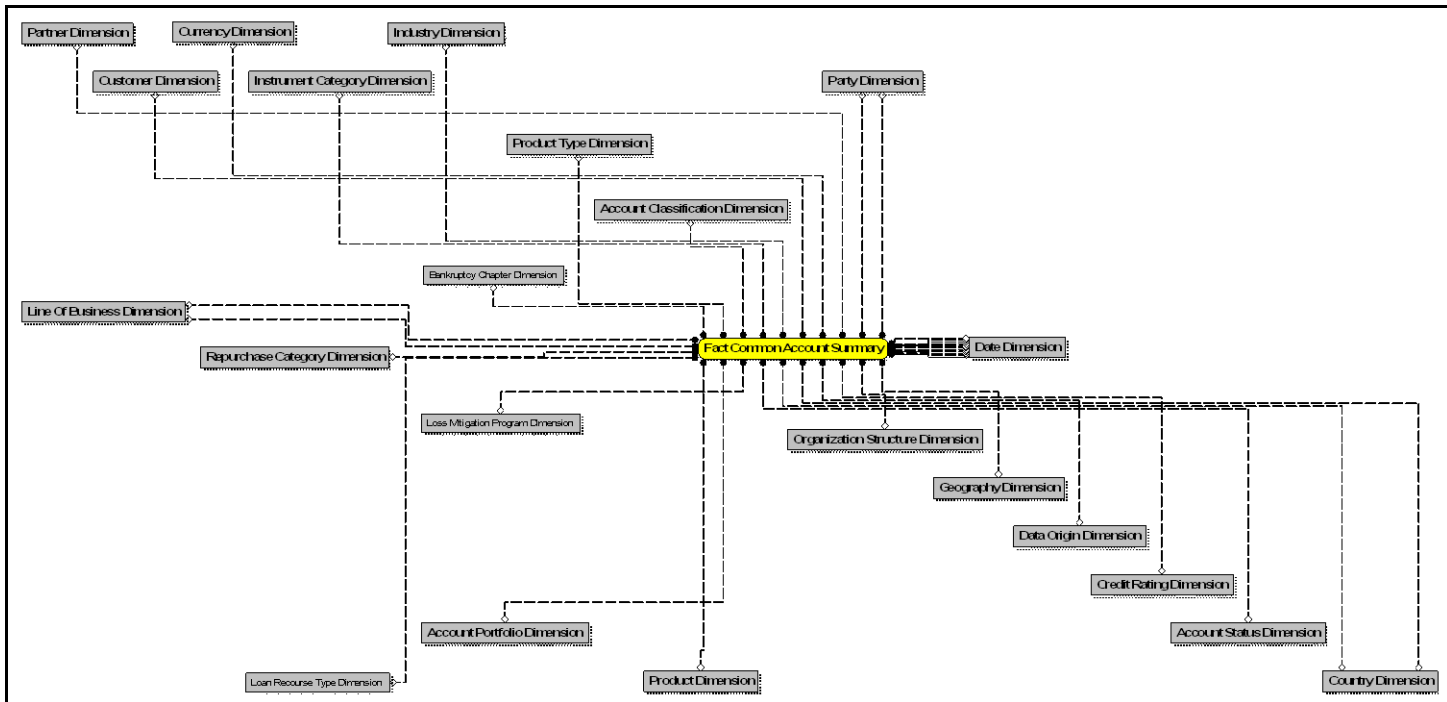 Partner Dimension
Currency Dimension
Industry Dimension
Customer Dimension
Instrument Category Dimension
Party Dimension
Product Type Dimension
Account Classification Dimension
Bankruptcy Chapter Dimension
Line Of Business Dimension
Fact Common Account Summary
Date Dimension
Repurchase Category Dimension
Loss Mitigation Program Dimension
Organization Structure Dimension
Geography Dimension
Data Origin Dimension
Credit Rating Dimension
Account Portfolio Dimension
Account Status Dimension
Loan Recourse Type Dimension
Product Dimension
Country Dimension